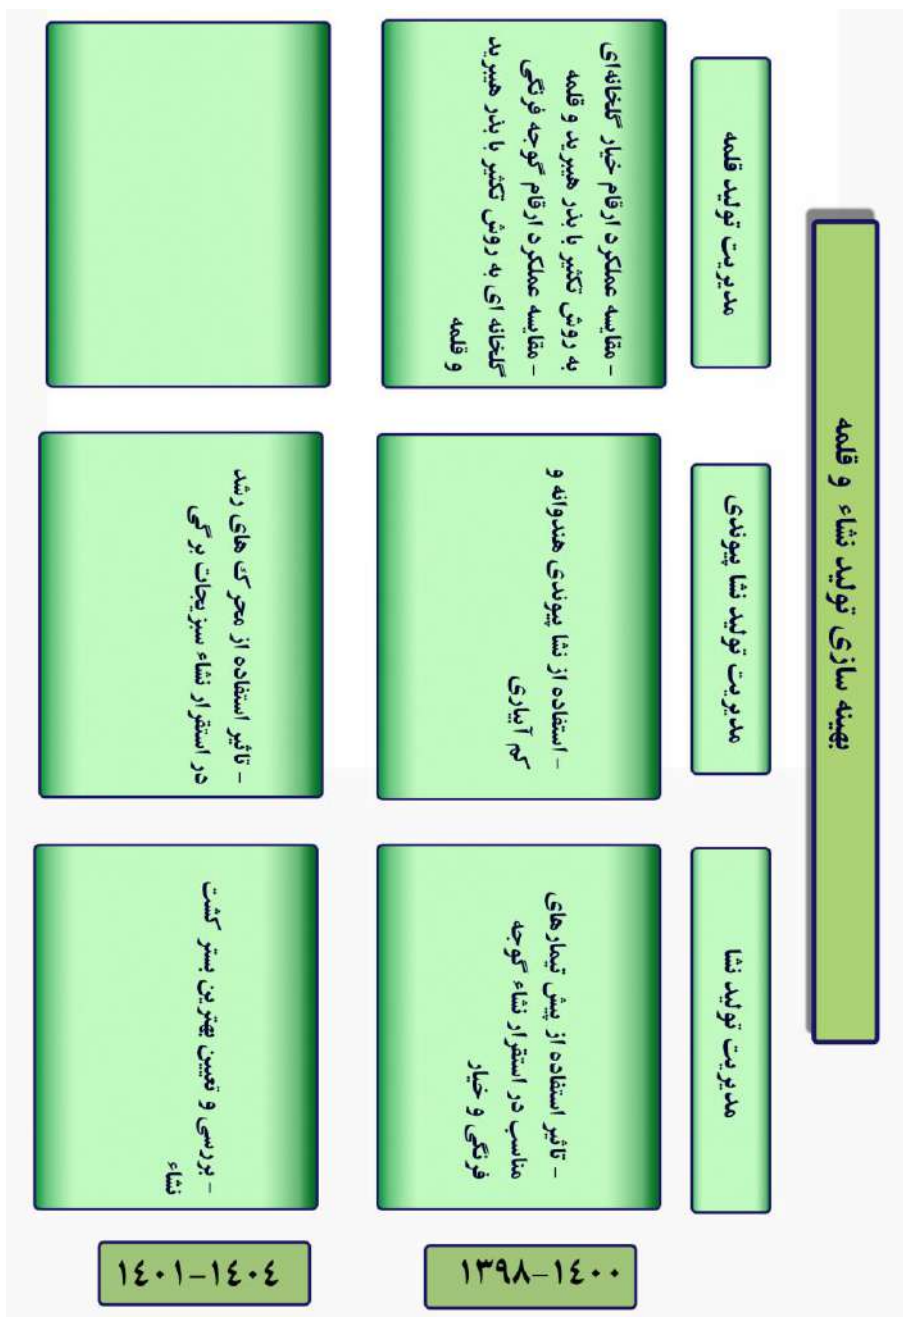 بهینه سازی تولید نشاء و قلمه
مدیریت تولید نشا
مدیریت تولید نشا پیوندی
مدیریت تولید قلمه
۱۳۹۸-۱٤۰۰
- تاثیر استفاده از پیش تیمارهای
مناسب در استقرار نشاء گوجه
فرنگی و خیار
- استفاده از نشا پیوندی هندوانه و
کم آبیاری
- مقایسه عملکرد ارقام خیار گلخانه‌ای
به روش تکثیر با بذر هیبرید و قلمه
- مقایسه عملکرد ارقام گوجه فرنگی
گلخانه ای به روش تکثیر با بذر هیبرید
و قلمه
۱٤۰۱-۱٤۰٤
- بررسی و تعیین بهترین بستر کشت
نشاء
- تاثیر استفاده از محرک های رشد
در استقرار نشاء سبزیجات برگی